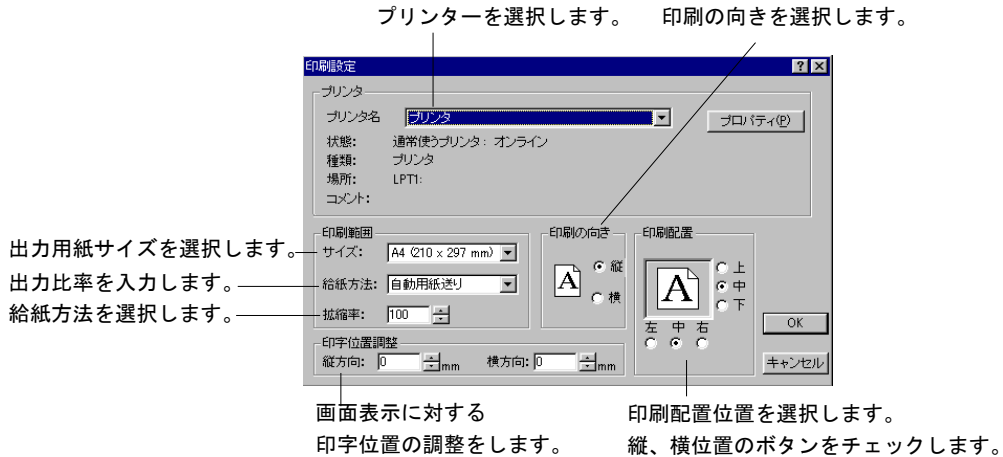 プリンターを選択します。 印刷の向きを選択します。
印刷設定
プリンタ
プリンタ名 プリンタ プロパティ(P)
状態: 通常使うプリンタ: オンライン
種類: プリンタ
場所: LPT1:
コメント:
出力用紙サイズを選択します。
出力比率を入力します。
給紙方法を選択します。
印刷範囲
サイズ: A4 (210 x 297 mm)
給紙方法: 自動用紙送り
拡縮率: 100
印刷の向き
A
縦
横
印刷配置
A
上
中
下
左 中 右
OK
キャンセル
印字位置調整
縦方向: 0 mm 横方向: 0 mm
画面表示に対する
印字位置の調整をします。
印刷配置位置を選択します。
縦、横位置のボタンをチェックします。